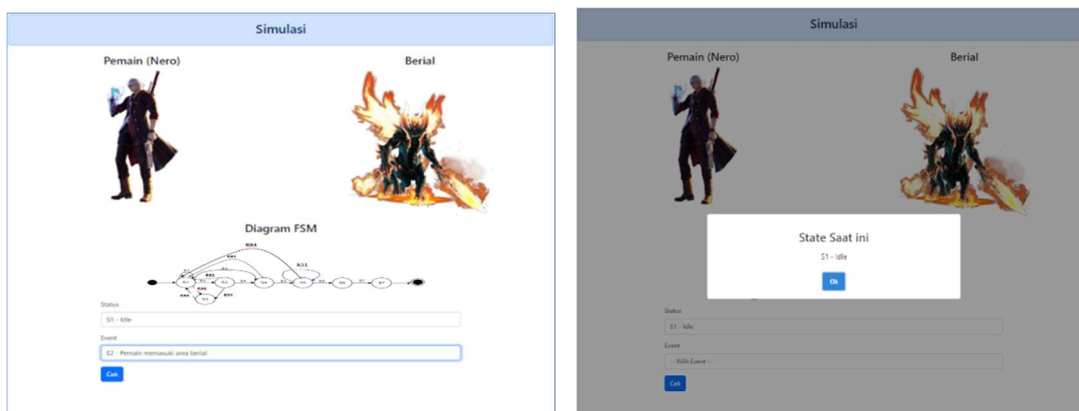 Simulasi
Pemain (Nero)
Berial
Diagram FSM
Status
S1 - Idle
Event
E2 - Pemain memasuki area berial
Cek
Simulasi
Pemain (Nero)
Berial
State Saat ini
S1 - Idle
Ok
Status
S1 - Idle
Event
-- Pilih Event --
Cek